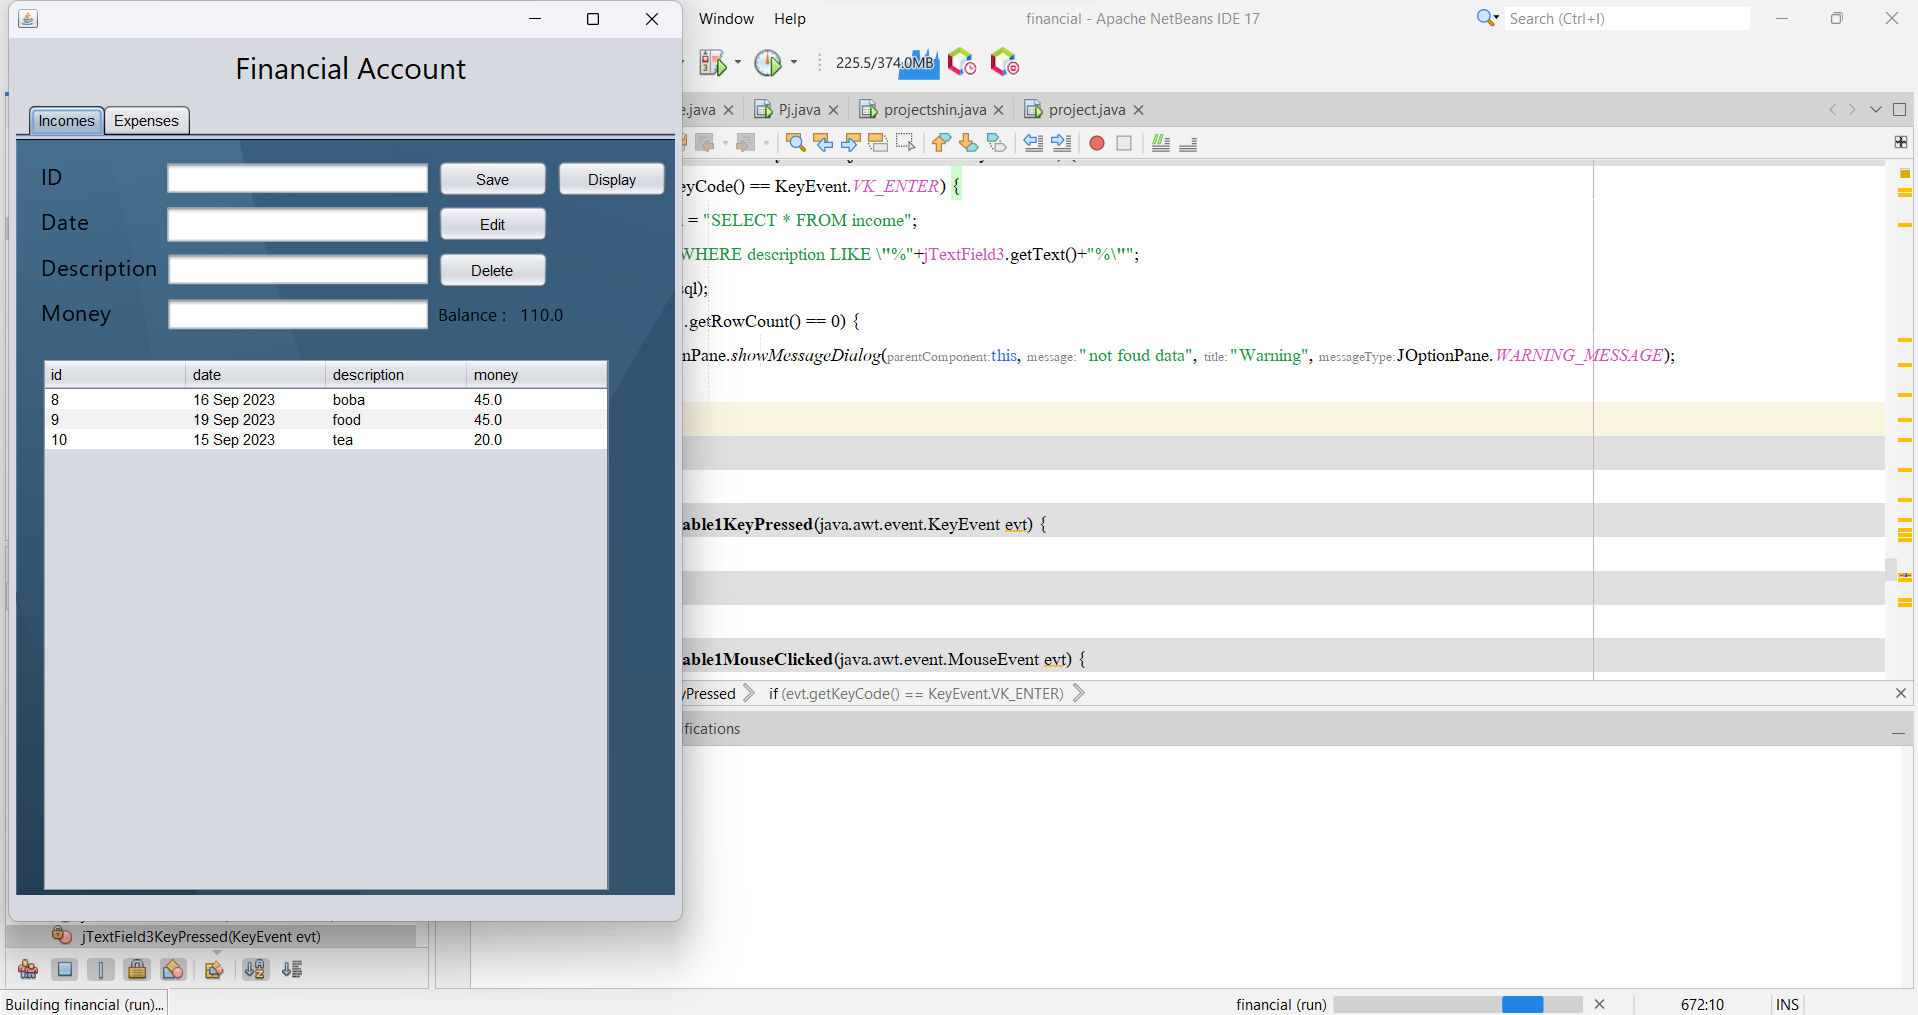 Window Help
financial - Apache NetBeans IDE 17
Search (Ctrl+I)
225.5/374.0MB
e.java
Pj.java
projectshin.java
project.java
Financial Account
Incomes
Expenses
ID
Save
Display
Date
Edit
Description
Delete
Money
Balance : 110.0
id date description money
8 16 Sep 2023 boba 45.0
9 19 Sep 2023 food 45.0
10 15 Sep 2023 tea 20.0
yCode() == KeyEvent.VK_ENTER) {
= "SELECT * FROM income";
WHERE description LIKE \"%"+jTextField3.getText()+"%\"";
sql);
.getRowCount() == 0) {
nPane.showMessageDialog(parentComponent:this, message: "not foud data", title: "Warning", messageType: JOptionPane.WARNING_MESSAGE);
able1KeyPressed(java.awt.event.KeyEvent evt) {
able1MouseClicked(java.awt.event.MouseEvent evt) {
yPressed
if (evt.getKeyCode() == KeyEvent.VK_ENTER)
ifications
jTextField3KeyPressed(KeyEvent evt)
Building financial (run)...
financial (run)
672:10
INS